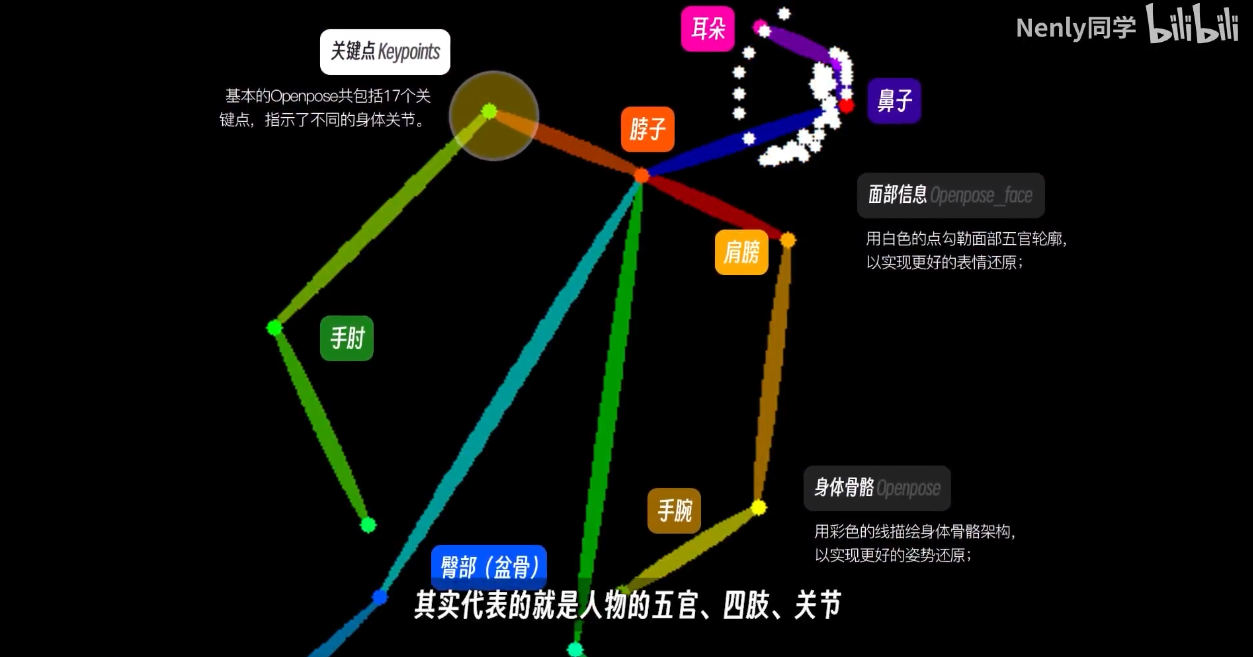 Nenly同学 bilibili
耳朵
关键点 Keypoints
基本的Openpose共包括17个关
键点，指示了不同的身体关节。
鼻子
脖子
面部信息 Openpose_face
用白色的点勾勒面部五官轮廓，
以实现更好的表情还原；
肩膀
手肘
身体骨骼 Openpose
手腕
用彩色的线描绘身体骨骼架构，
以实现更好的姿势还原；
臀部（盆骨）
其实代表的就是人物的五官、四肢、关节